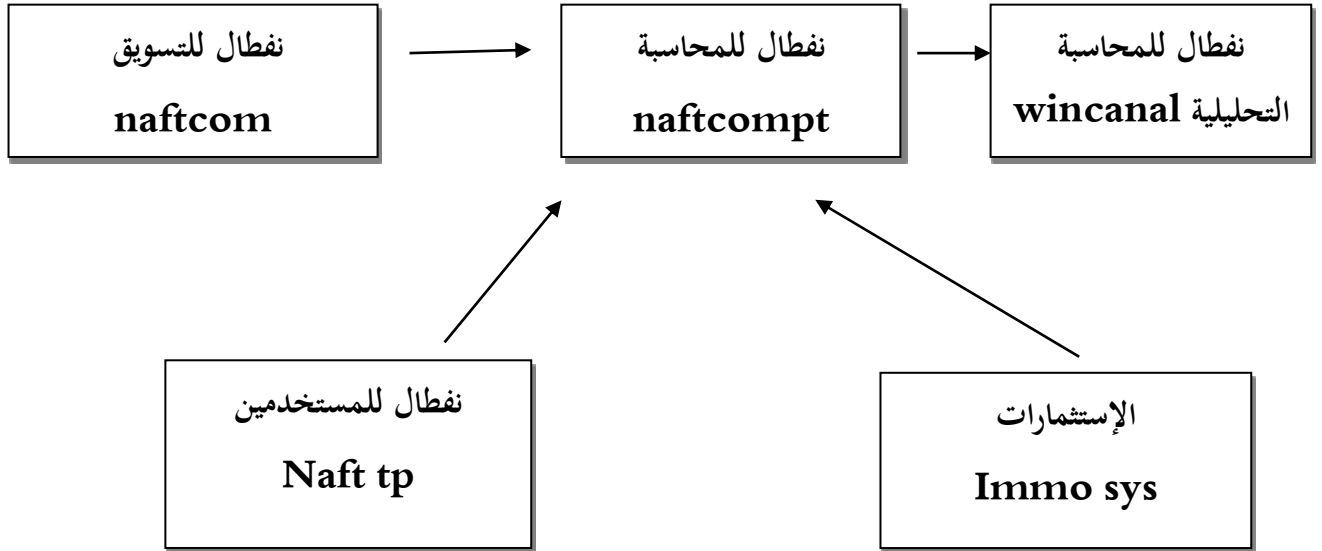 نفطال للتسويق
naftcom
نفطال للمحاسبة
naftcompt
نفطال للمحاسبة
التحليلية wincanal
نفطال للمستخدمين
Naft tp
الإستثمارات
Immo sys